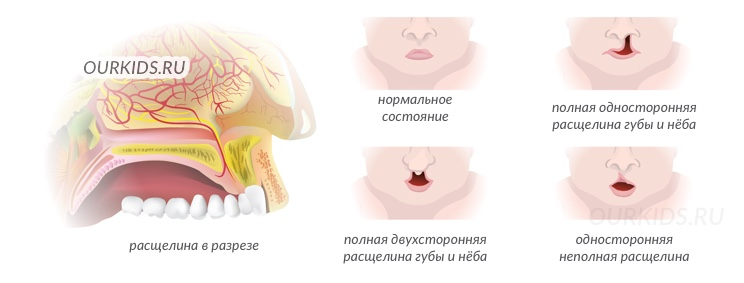 OURKIDS.RU
расщелина в разрезе
нормальное
состояние
полная односторонняя
расщелина губы и нёба
полная двухсторонняя
расщелина губы и нёба
односторонняя
неполная расщелина
OURKIDS.RU